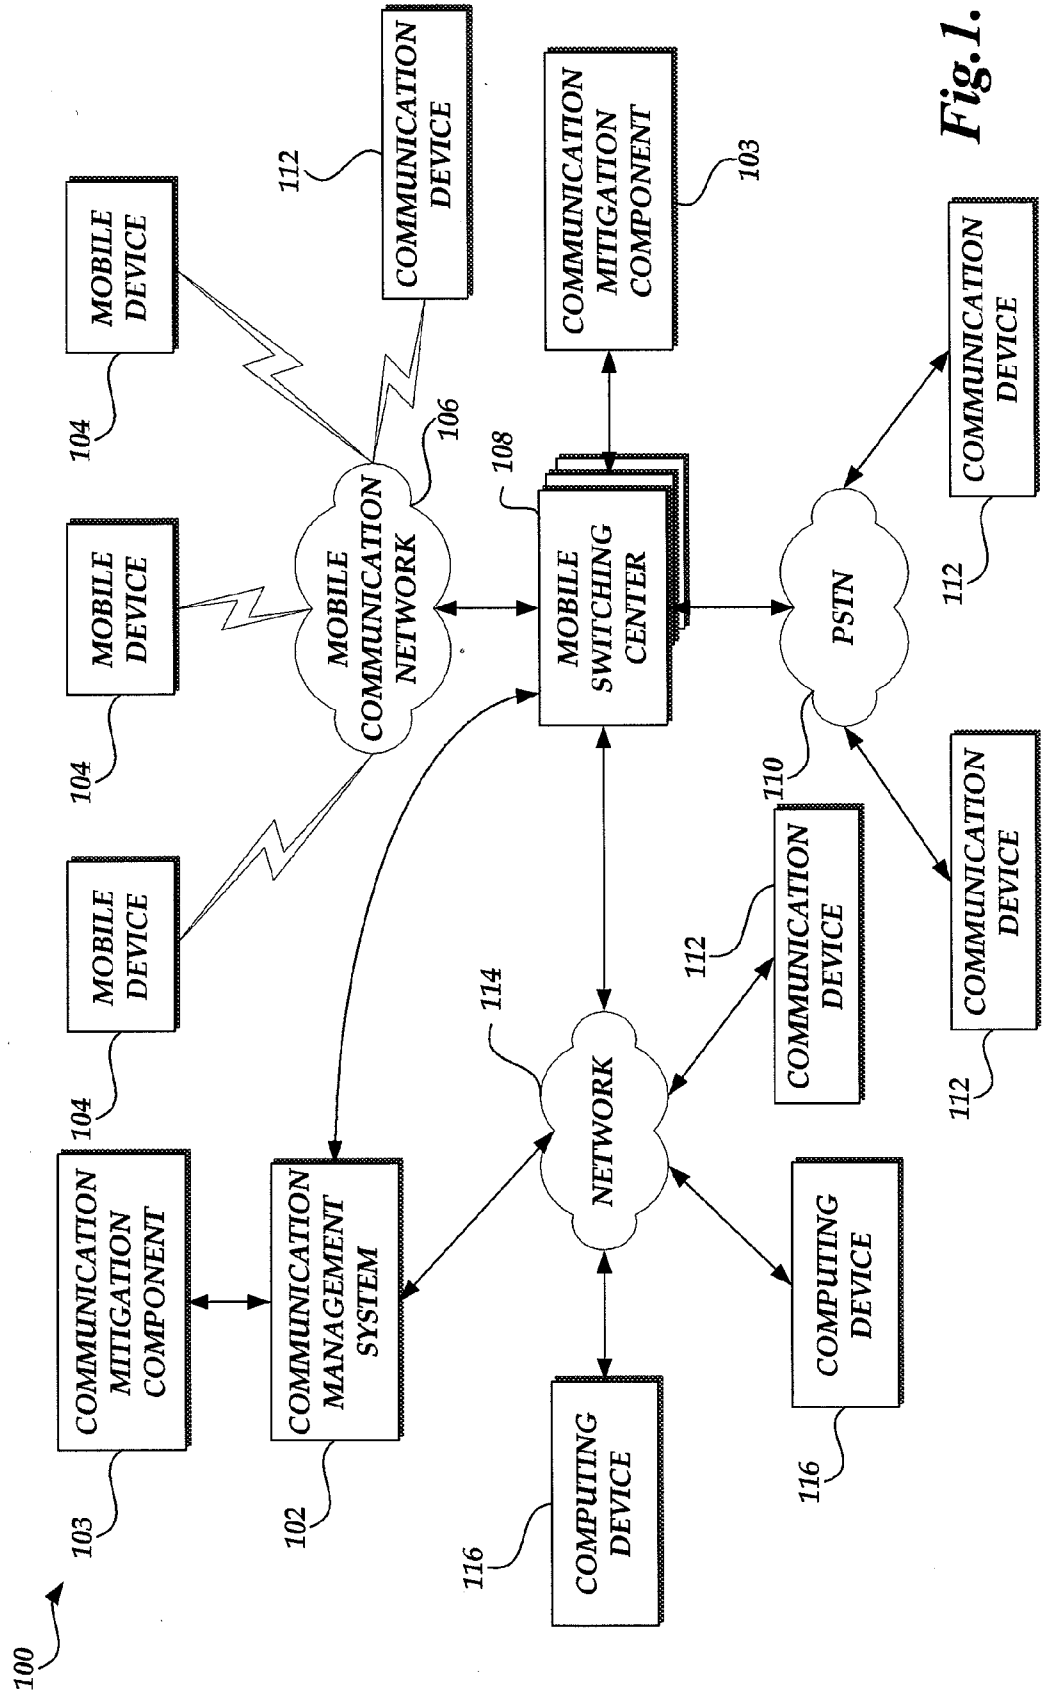 100
103
COMMUNICATION
MITIGATION
COMPONENT
104
MOBILE
DEVICE
104
MOBILE
DEVICE
104
MOBILE
DEVICE
102
COMMUNICATION
MANAGEMENT
SYSTEM
MOBILE
COMMUNICATION
NETWORK
106
112
COMMUNICATION
DEVICE
116
COMPUTING
DEVICE
114
NETWORK
108
MOBILE
SWITCHING
CENTER
COMMUNICATION
MITIGATION
COMPONENT
103
116
COMPUTING
DEVICE
112
COMMUNICATION
DEVICE
110
PSTN
112
COMMUNICATION
DEVICE
112
COMMUNICATION
DEVICE
Fig.1.